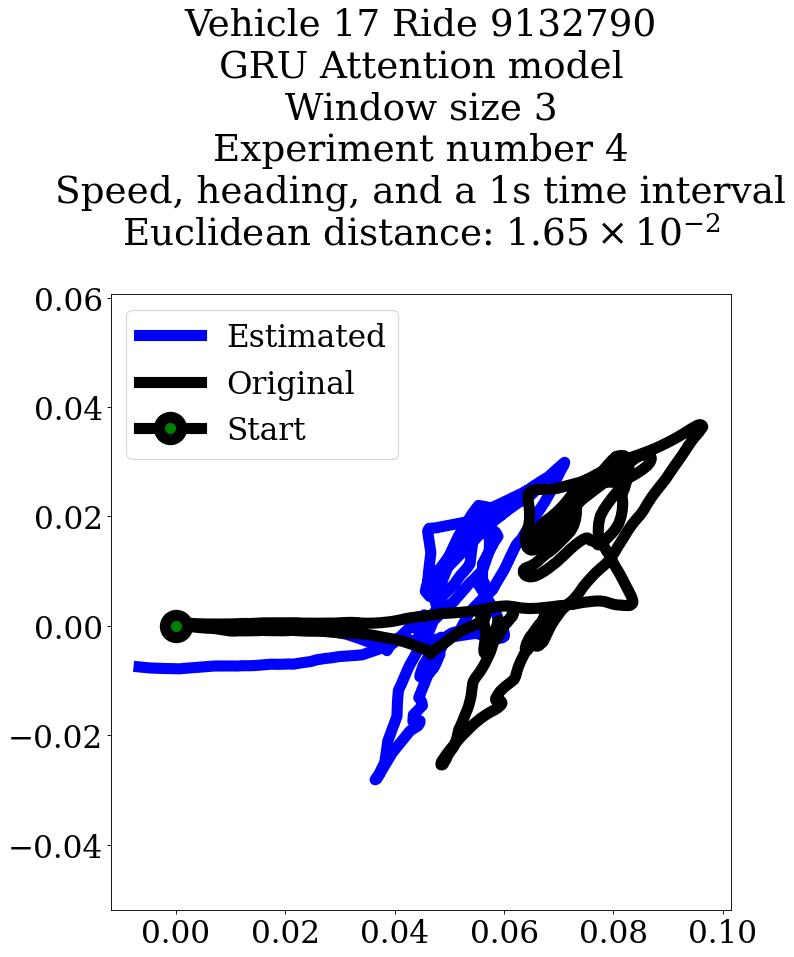 Vehicle 17 Ride 9132790
GRU Attention model
Window size 3
Experiment number 4
Speed, heading, and a 1s time interval
Euclidean distance: 1.65 × 10⁻²
Estimated
Original
Start
0.06
0.04
0.02
0.00
−0.02
−0.04
0.00 0.02 0.04 0.06 0.08 0.10